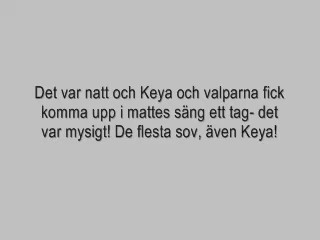 Det var natt och Keya och valparna fick
komma upp i mattes säng ett tag- det
var mysigt! De flesta sov, även Keya!